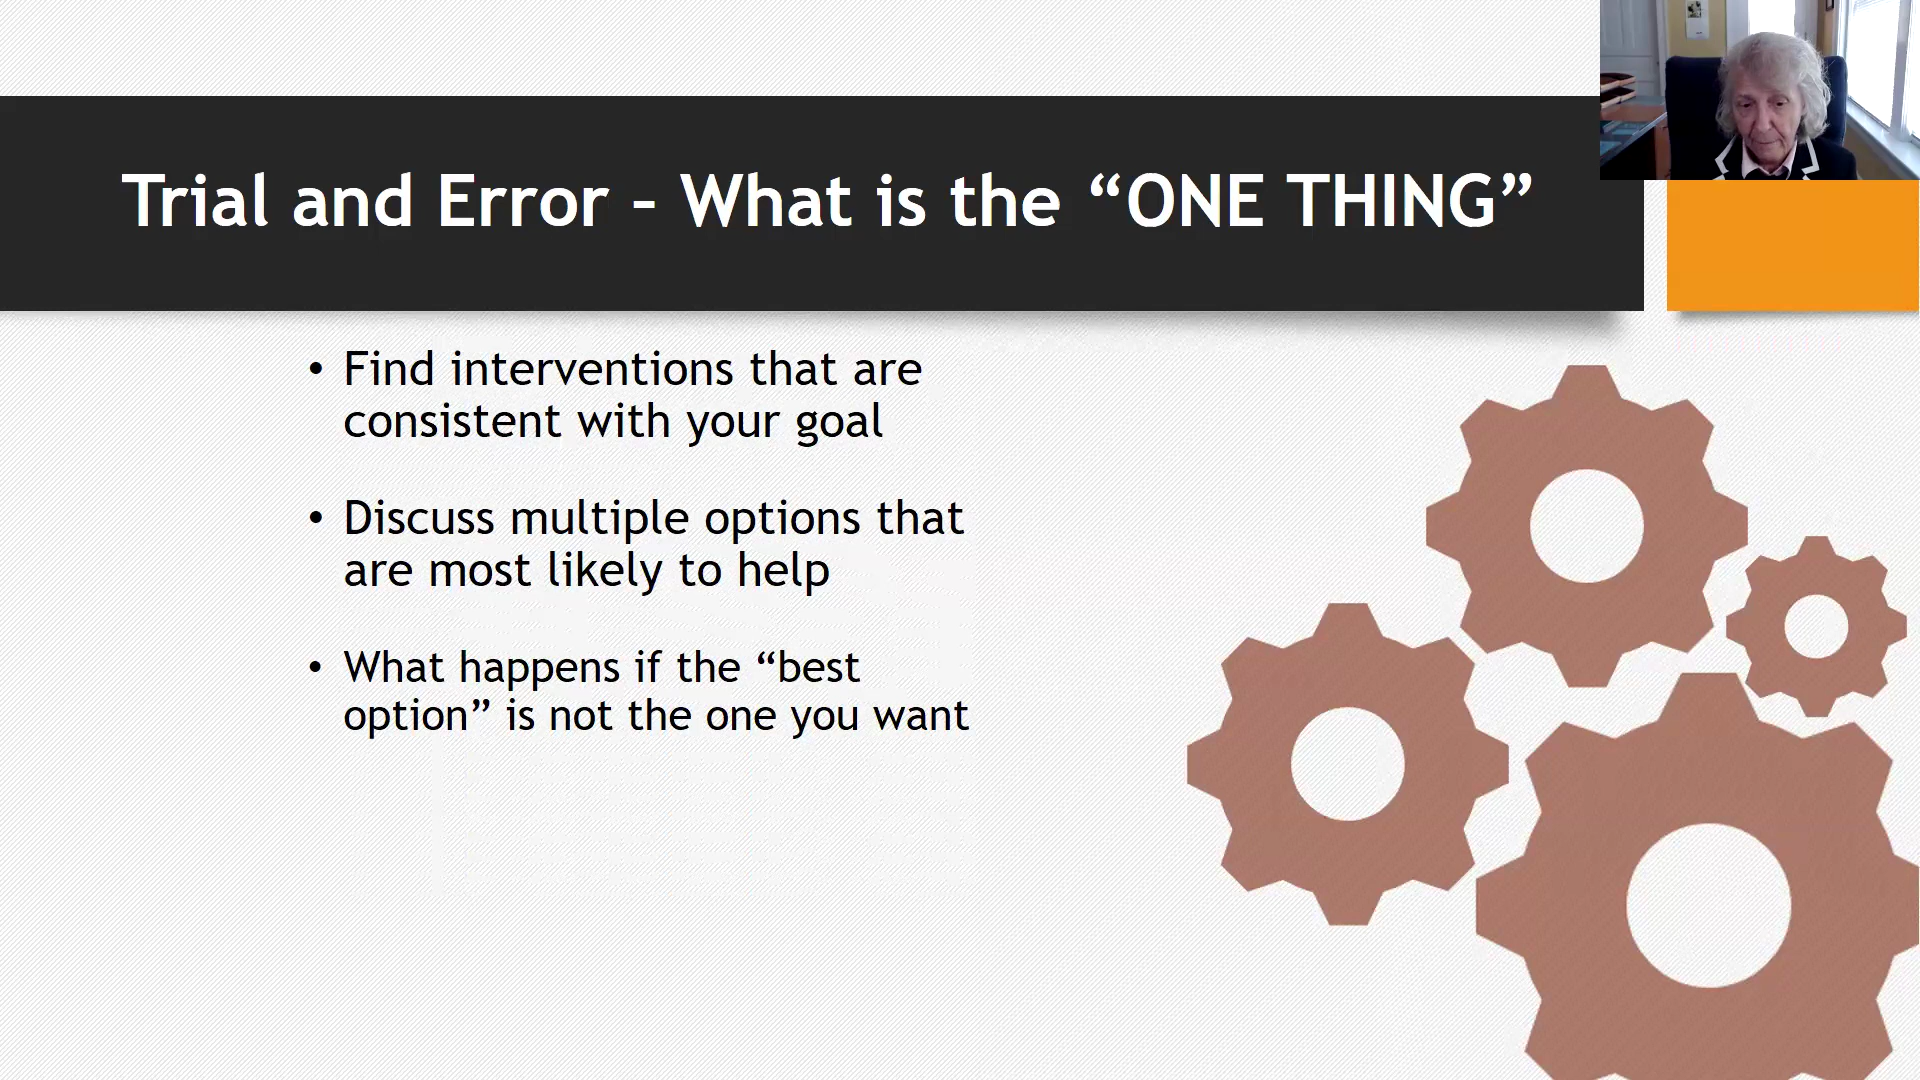 Trial and Error – What is the “ONE THING”
• Find interventions that are
consistent with your goal
• Discuss multiple options that
are most likely to help
• What happens if the “best
option” is not the one you want